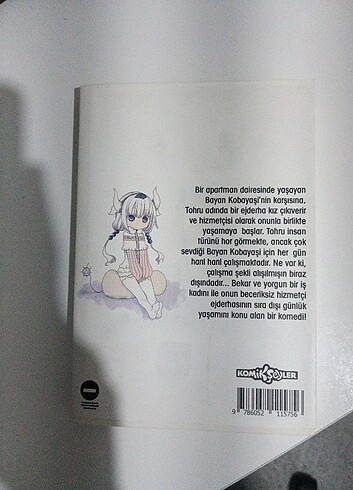 Bir apartman dairesinde yaşayan
Bayan Kobayaşi'nin karşısına,
Tohru adında bir ejderha kız çıkıverir
ve hizmetçisi olarak onunla birlikte
yaşamaya başlar. Tohru insan
türünü hor görmekte, ancak çok
sevdiği Bayan Kobayaşi için her gün
harıl harıl çalışmaktadır. Ne var ki,
çalışma şekli alışılmışın biraz
dışındadır... Bekar ve yorgun bir iş
kadını ile onun beceriksiz hizmetçi
ejderhasının sıra dışı günlük
yaşamını konu alan bir komedi!
KOMİKŞEYLER
9 786052 115756